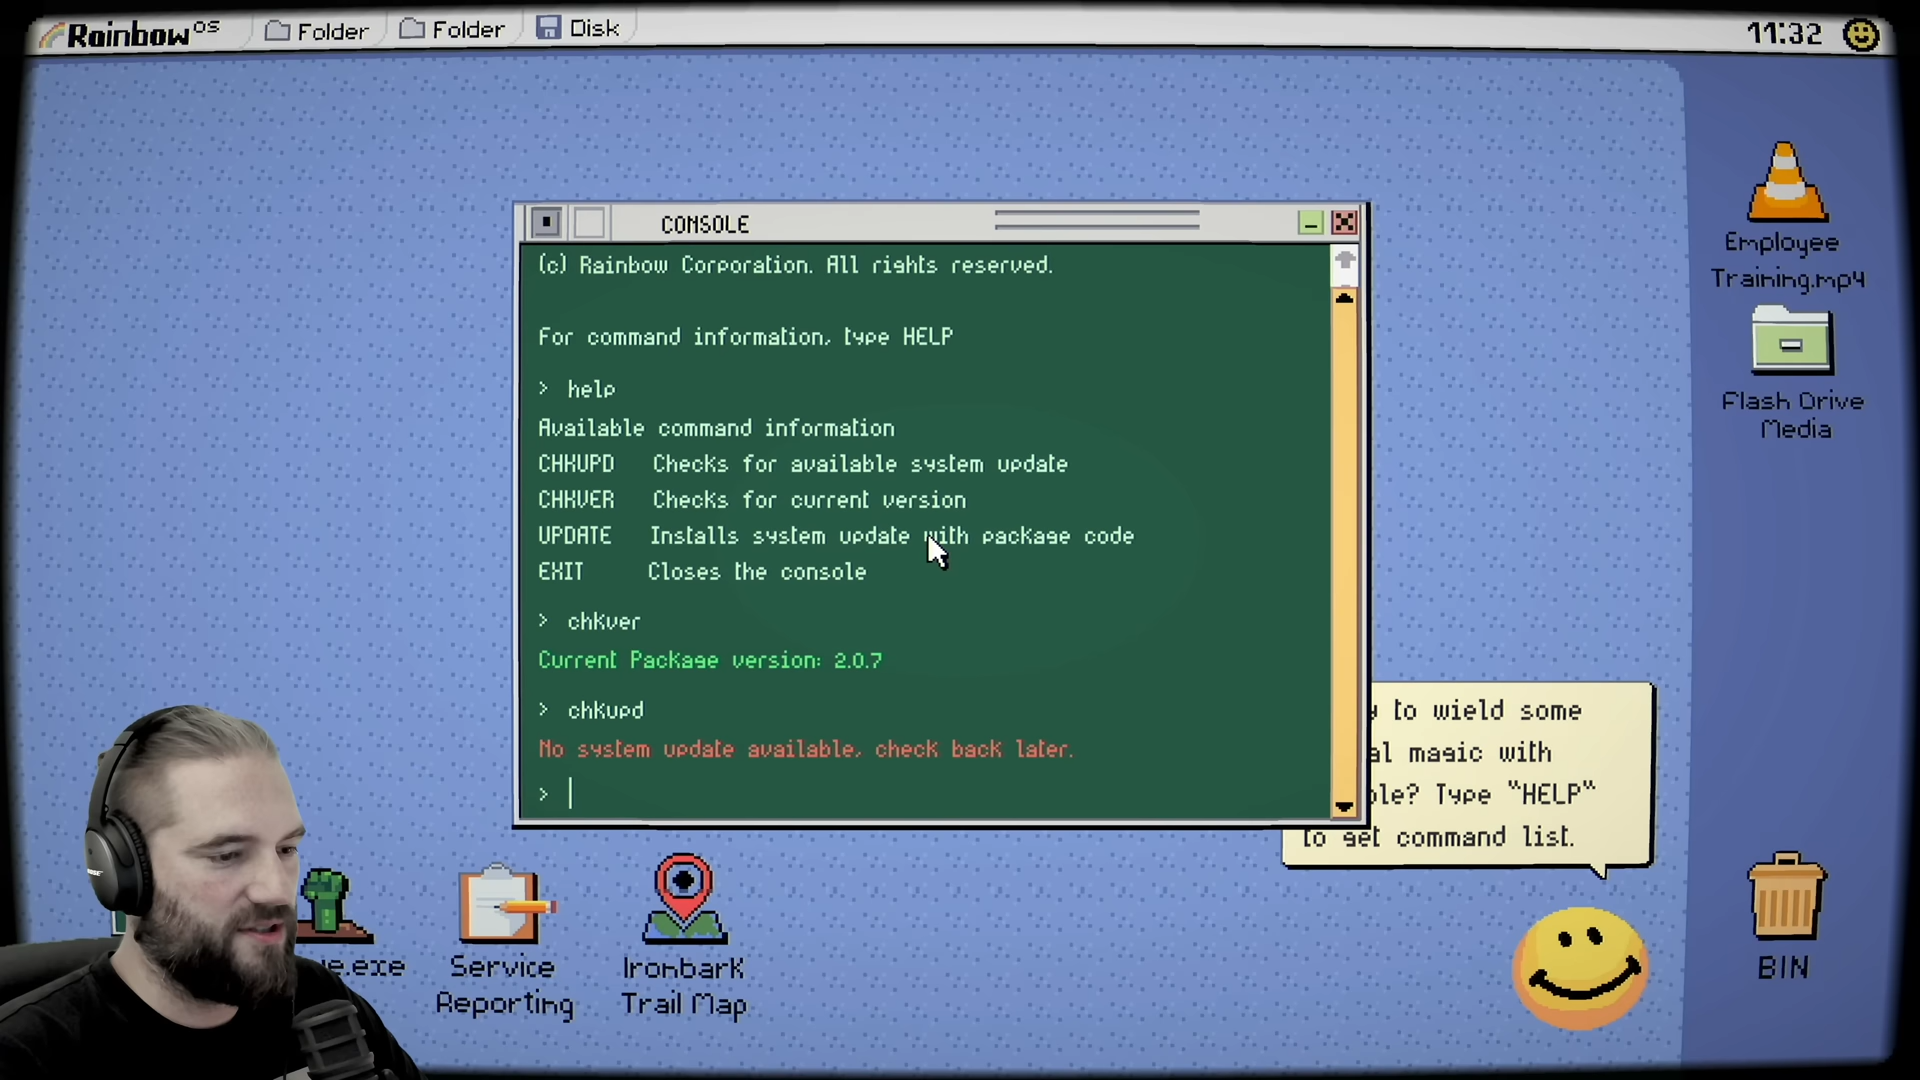 Rainbow OS
Folder
Folder
Disk
11:32
CONSOLE
(c) Rainbow Corporation. All rights reserved.
For command information, type HELP
> help
Available command information
CHKUPD Checks for available system update
CHKVER Checks for current version
UPDATE Installs system update with package code
EXIT Closes the console
> chkver
Current Package version: 2.0.7
> chkupd
No system update available, check back later.
>
to wield some
magic with
Type "HELP"
to get command list.
Employee
Training.mp4
Flash Drive
Media
Service
Reporting
Ironbark
Trail Map
BIN